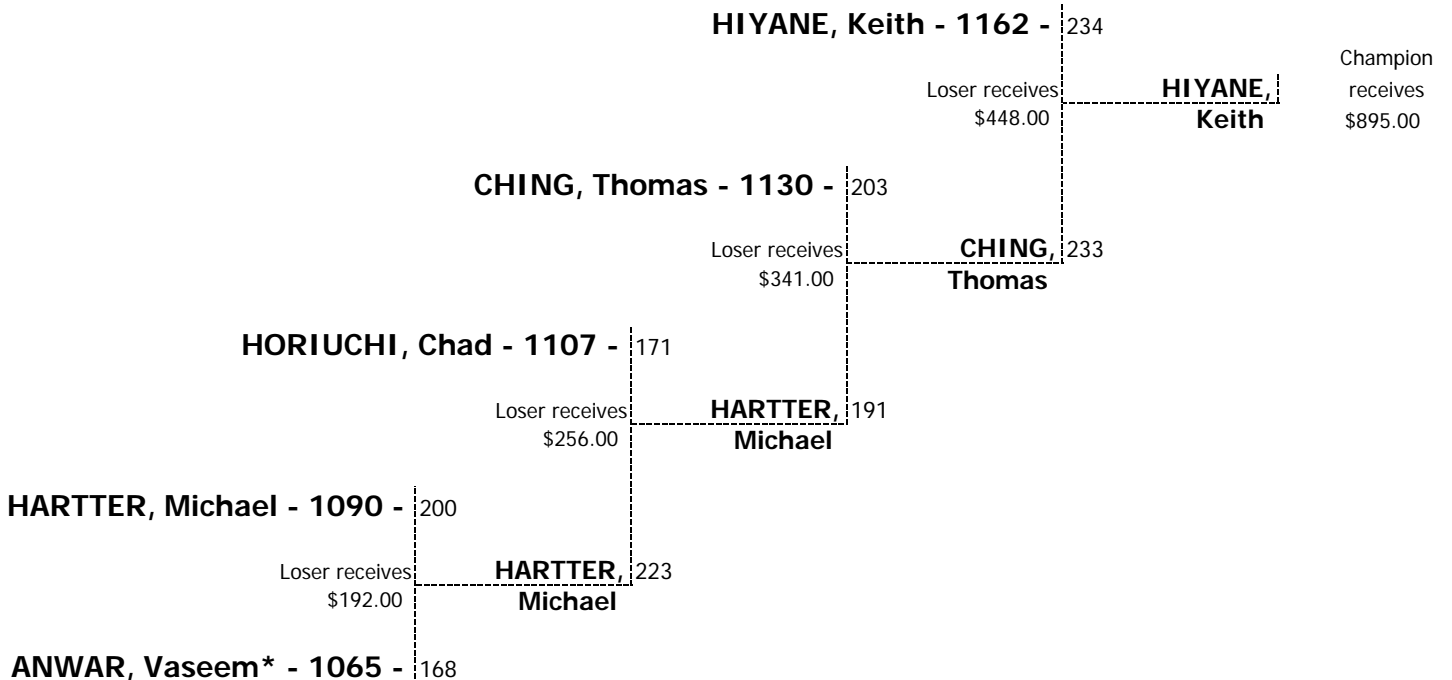 HIYANE, Keith - 1162 - 234
Champion
receives
$895.00
Loser receives
$448.00
HIYANE,
Keith
CHING, Thomas - 1130 - 203
Loser receives
$341.00
CHING, 233
Thomas
HORIUCHI, Chad - 1107 - 171
Loser receives
$256.00
HARTTER, 191
Michael
HARTTER, Michael - 1090 - 200
Loser receives
$192.00
HARTTER, 223
Michael
ANWAR, Vaseem* - 1065 - 168